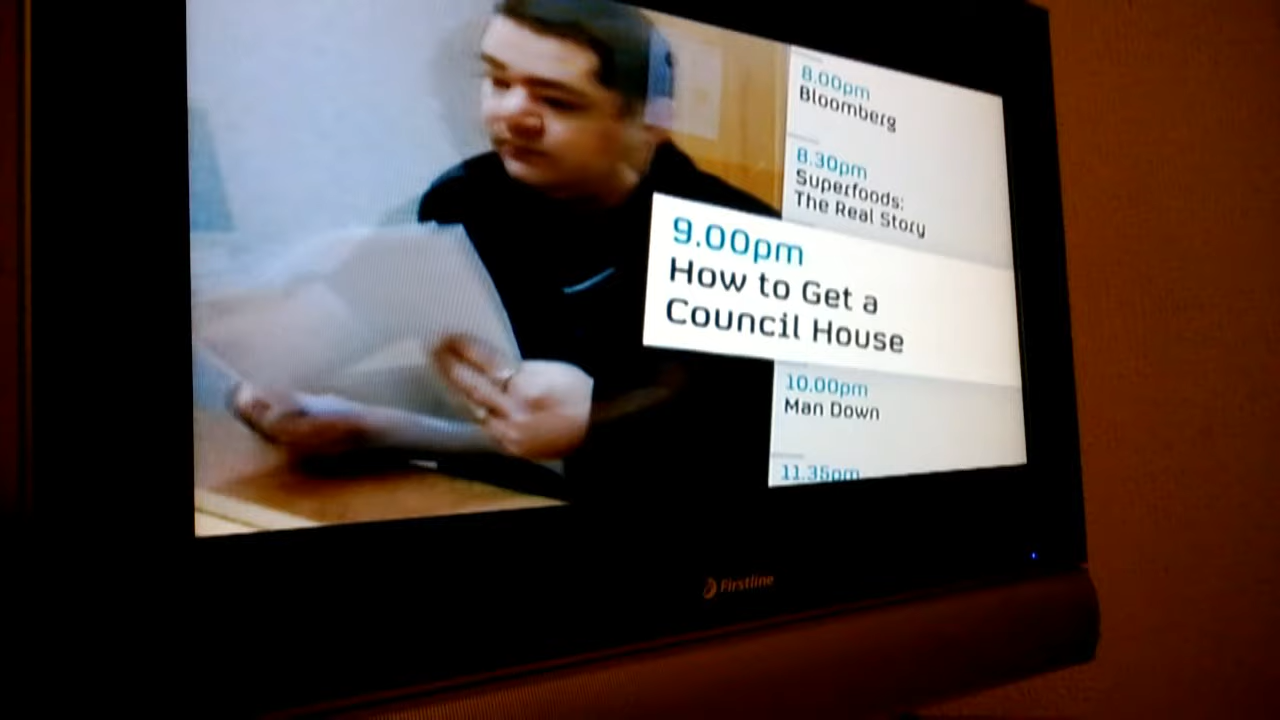 8.00pm
Bloomberg
8.30pm
Superfoods:
The Real Story
9.00pm
How to Get a
Council House
10.00pm
Man Down
11.35pm
Firstline